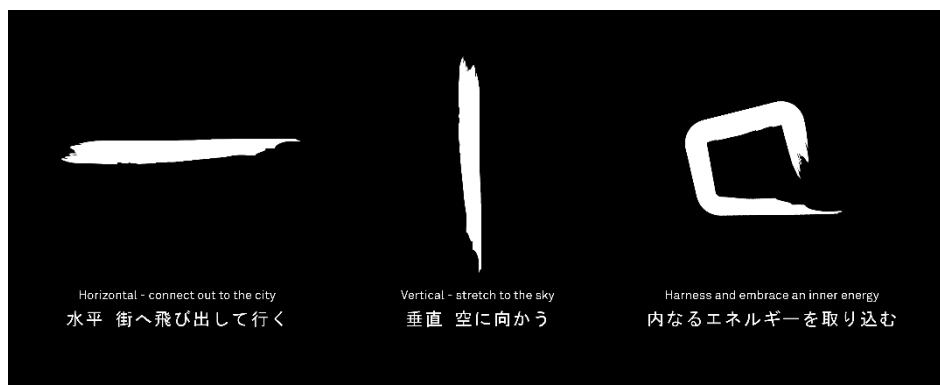 Horizontal - connect out to the city
水平 街へ飛び出して行く
Vertical - stretch to the sky
垂直 空に向かう
Harness and embrace an inner energy
内なるエネルギーを取り込む